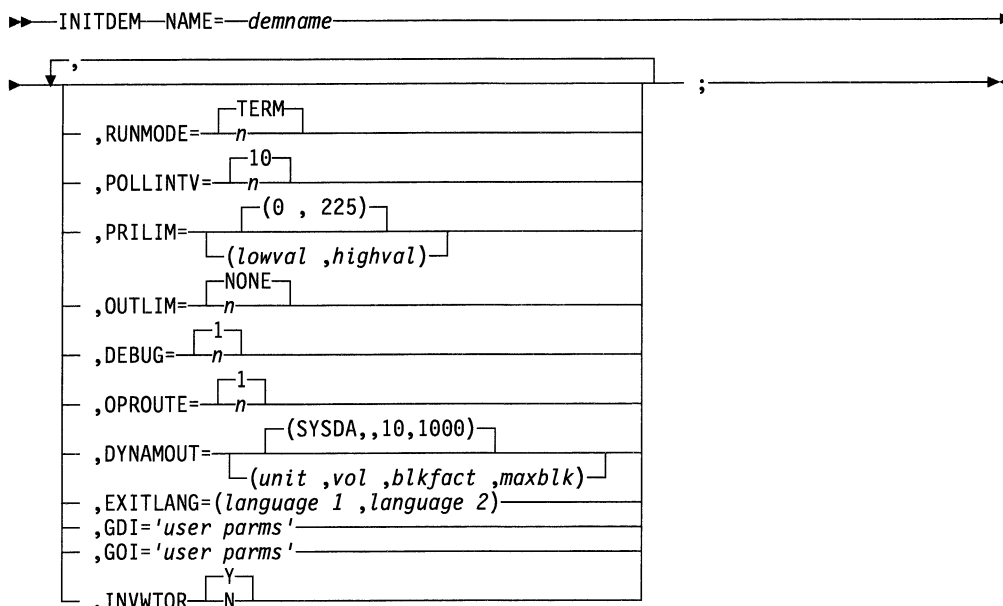 INITDEM NAME= demname
,
;
TERM
,RUNMODE= n
10
,POLLINTV= n
(0 , 225)
,PRILIM=
(lowval ,highval)
NONE
,OUTLIM= n
1
,DEBUG= n
1
,OPROUTE= n
(SYSDA,,10,1000)
,DYNAMOUT=
(unit ,vol ,blkfact ,maxblk)
,EXITLANG=(language 1 ,language 2)
,GDI='user parms'
,GOI='user parms'
Y
,INVWTOR N